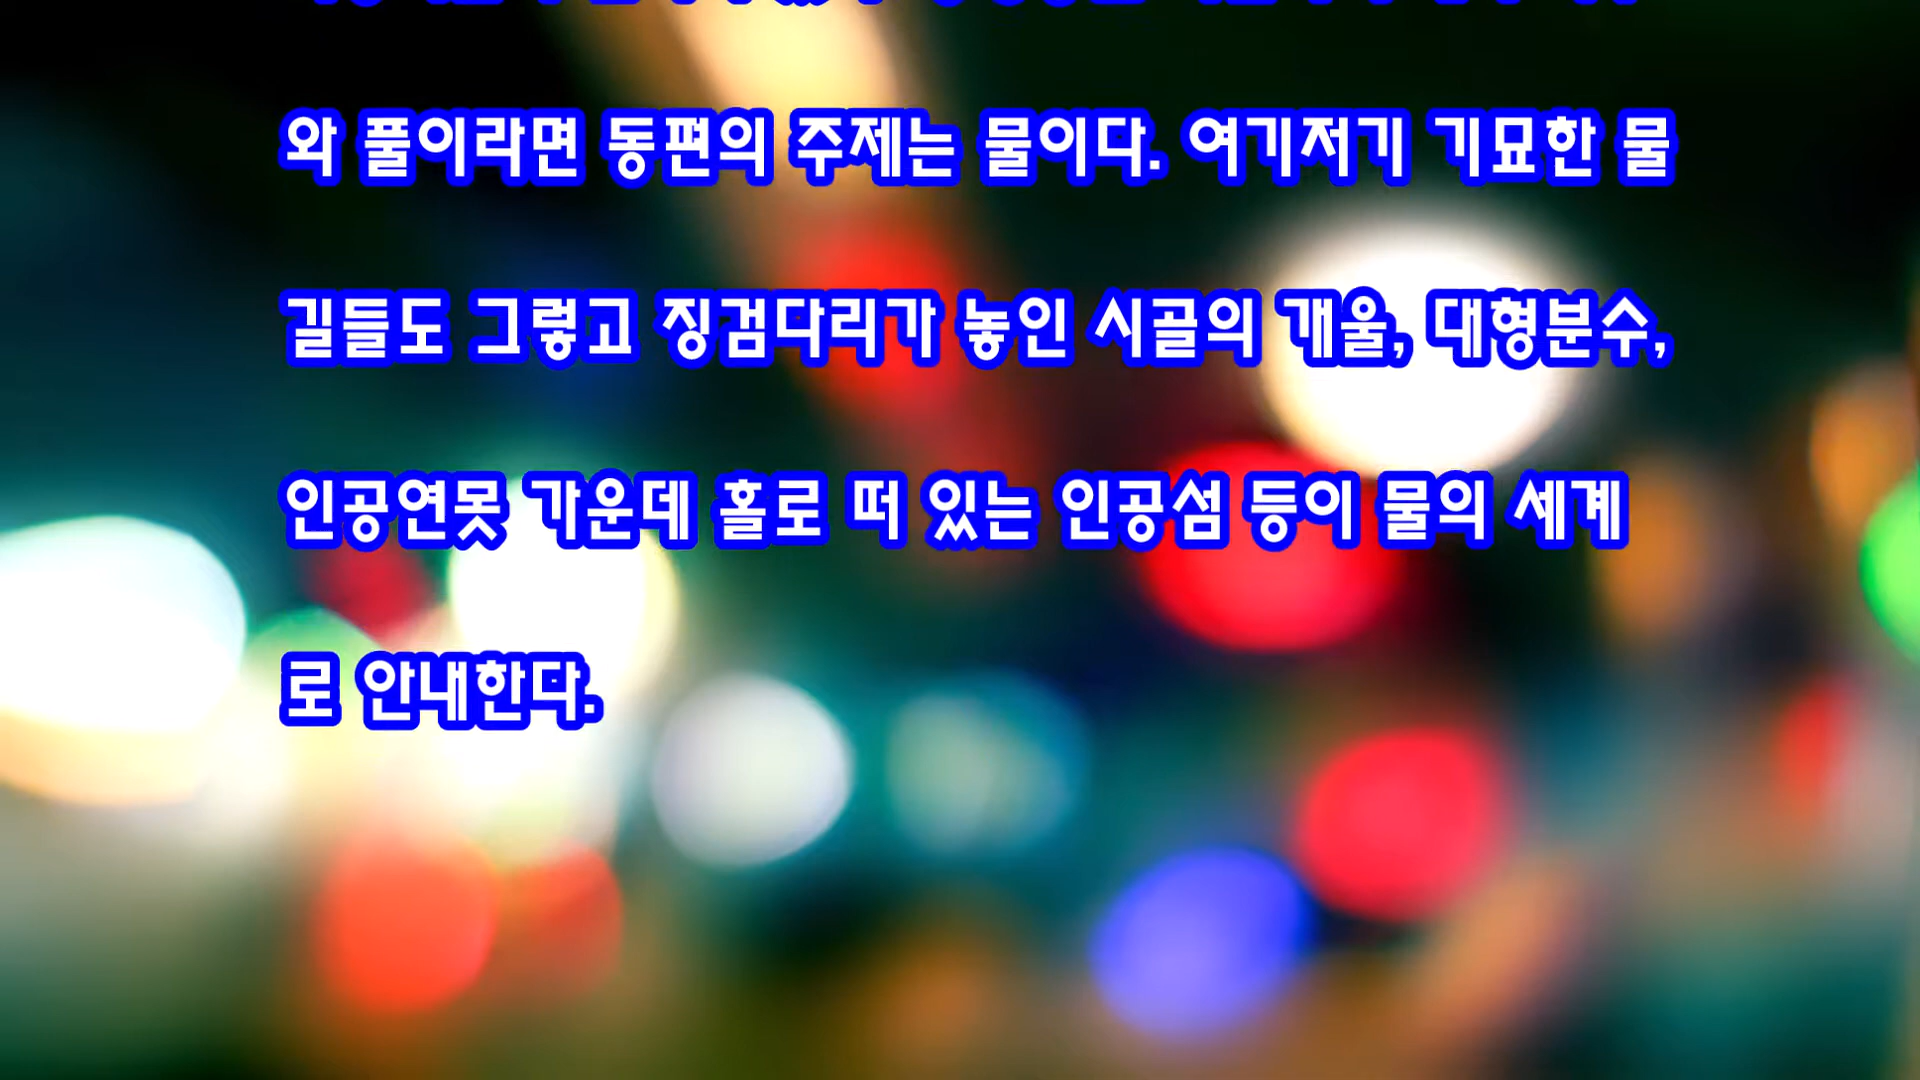 와 풀이라면 동편의 주제는 물이다. 여기저기 기묘한 물
길들도 그렇고 징검다리가 놓인 시골의 개울, 대형분수,
인공연못 가운데 홀로 떠 있는 인공섬 등이 물의 세계
로 안내한다.